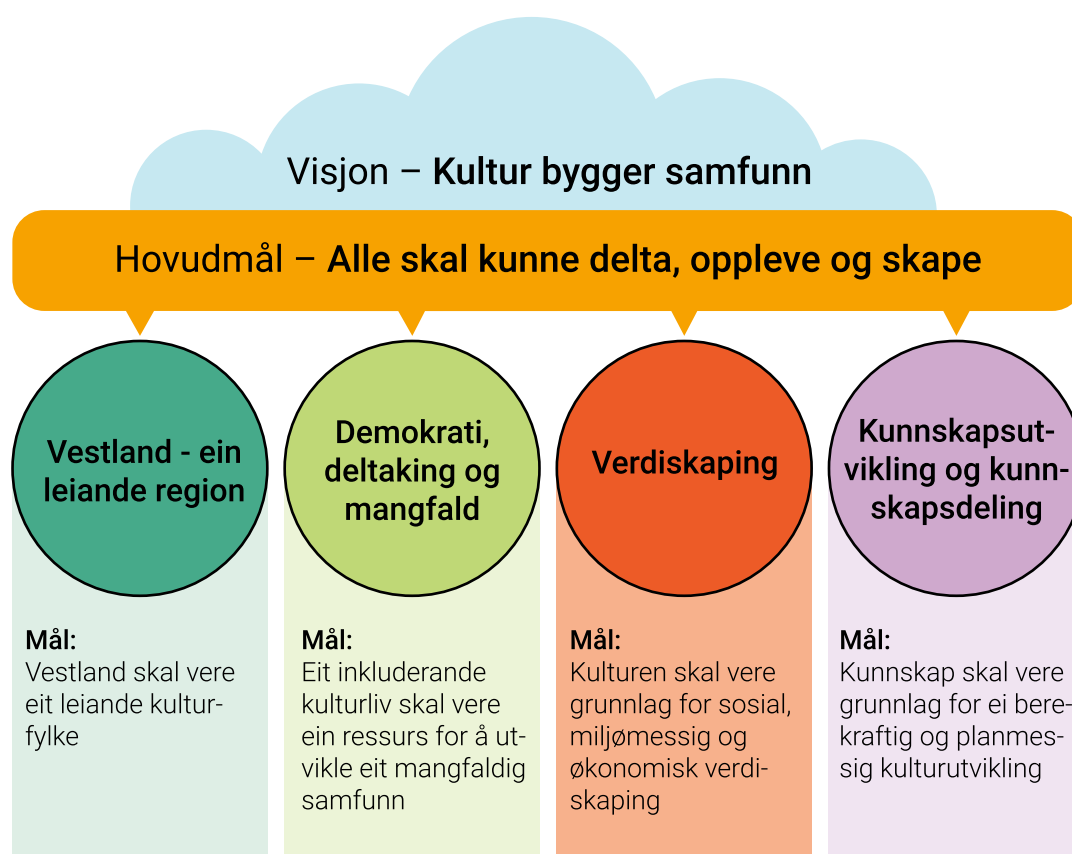 Visjon – Kultur bygger samfunn
Hovudmål – Alle skal kunne delta, oppleve og skape
Vestland - ein
leiande region
Demokrati,
deltaking og
mangfald
Verdiskaping
Kunnskapsut-
vikling og kunn-
skapsdeling
Mål:
Vestland skal vere
eit leiande kultur-
fylke
Mål:
Eit inkluderande
kulturliv skal vere
ein ressurs for å ut-
vikle eit mangfaldig
samfunn
Mål:
Kulturen skal vere
grunnlag for sosial,
miljømessig og
økonomisk verdi-
skaping
Mål:
Kunnskap skal vere
grunnlag for ei bere-
kraftig og planmes-
sig kulturutvikling